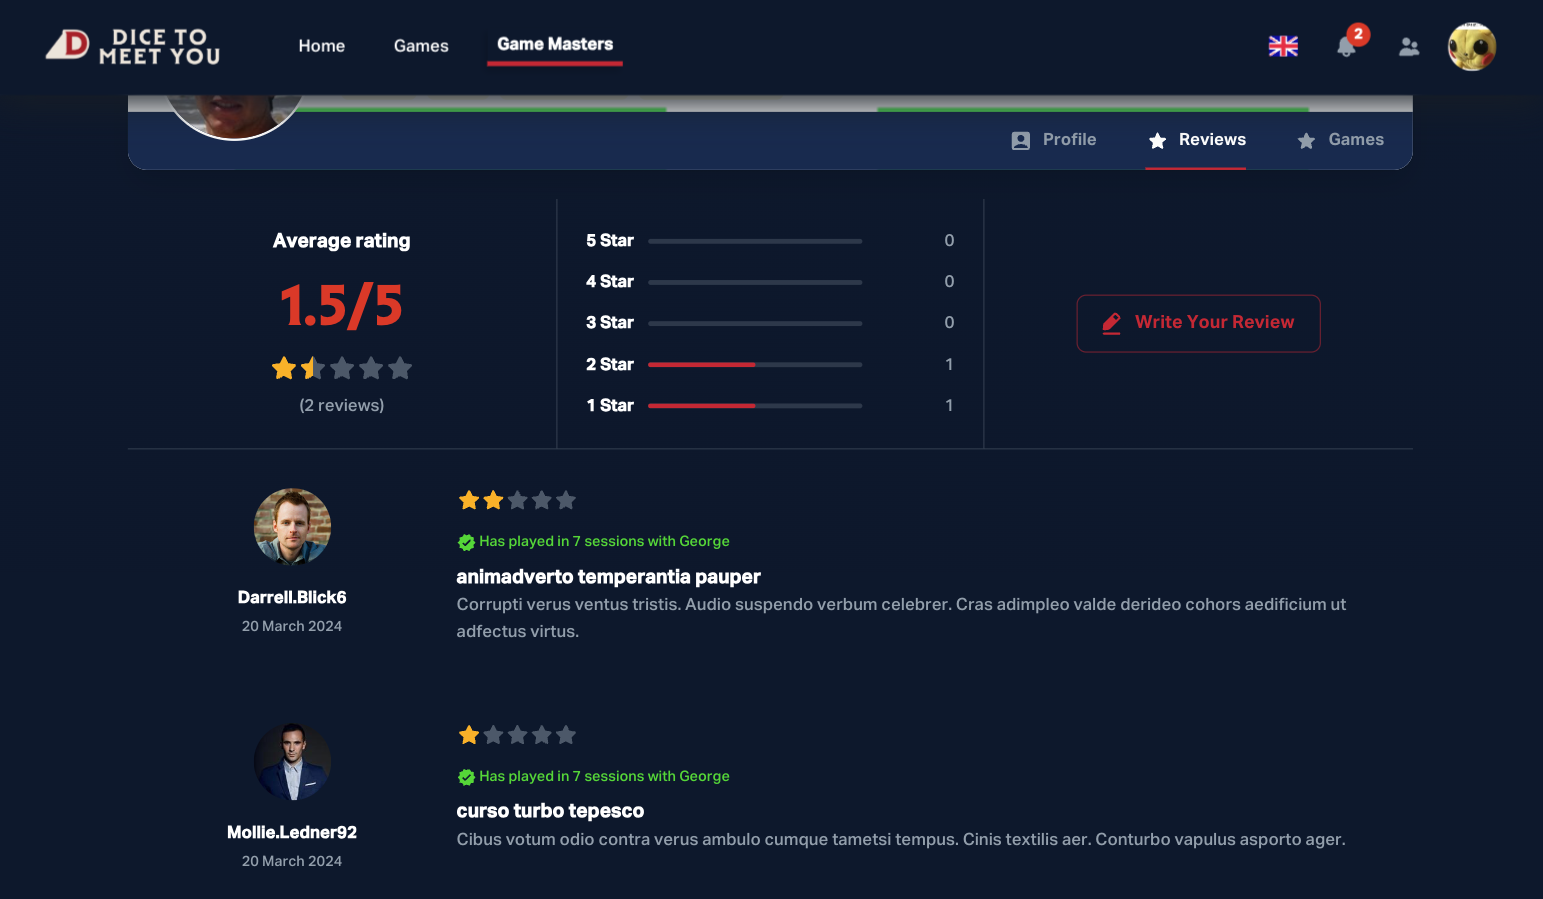 DICE TO
MEET YOU
Home
Games
Game Masters
2
Profile
Reviews
Games
Average rating
1.5/5
(2 reviews)
5 Star 0
4 Star 0
3 Star 0
2 Star 1
1 Star 1
Write Your Review
Darrell.Blick6
20 March 2024
Has played in 7 sessions with George
animadverto temperantia pauper
Corrupti verus ventus tristis. Audio suspendo verbum celebrer. Cras adimpleo valde derideo cohors aedificium ut
adfectus virtus.
Mollie.Ledner92
20 March 2024
Has played in 7 sessions with George
curso turbo tepesco
Cibus votum odio contra verus ambulo cumque tametsi tempus. Cinis textilis aer. Conturbo vapulus asporto ager.